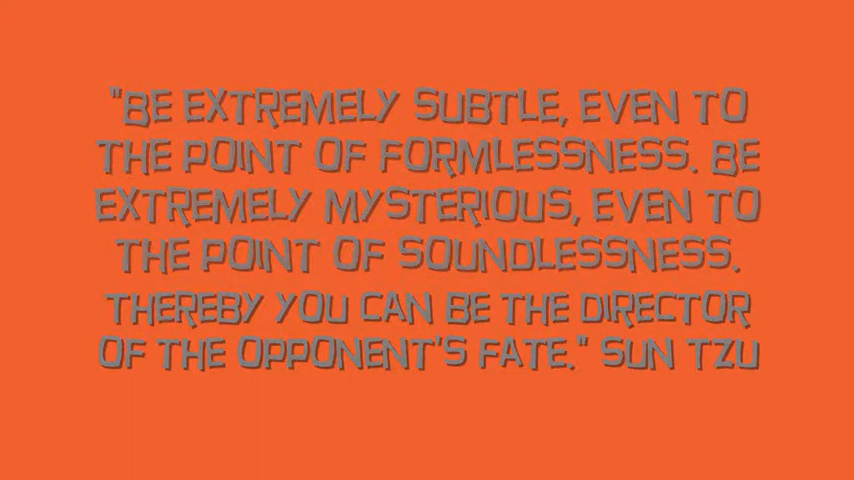 "BE EXTREMELY SUBTLE, EVEN TO
THE POINT OF FORMLESSNESS. BE
EXTREMELY MYSTERIOUS, EVEN TO
THE POINT OF SOUNDLESSNESS.
THEREBY YOU CAN BE THE DIRECTOR
OF THE OPPONENT'S FATE." SUN TZU